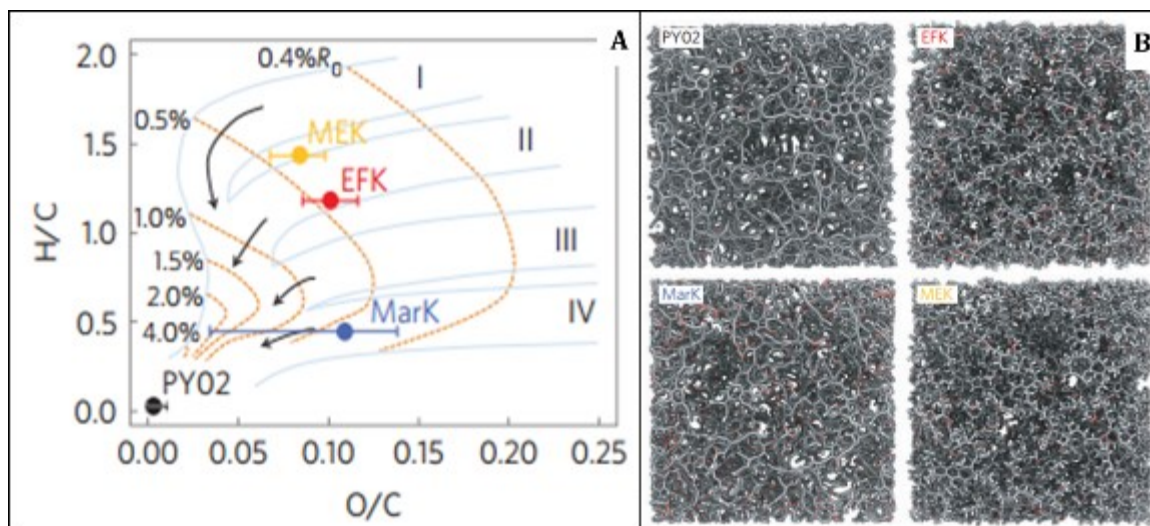 A
2.0
1.5
1.0
0.5
0.0
H/C
0.4%R₀
0.5%
1.0%
1.5%
2.0%
4.0%
I
II
III
IV
MEK
EFK
MarK
PY02
0.00
0.05
0.10
0.15
0.20
0.25
O/C
B
PY02
EFK
MarK
MEK